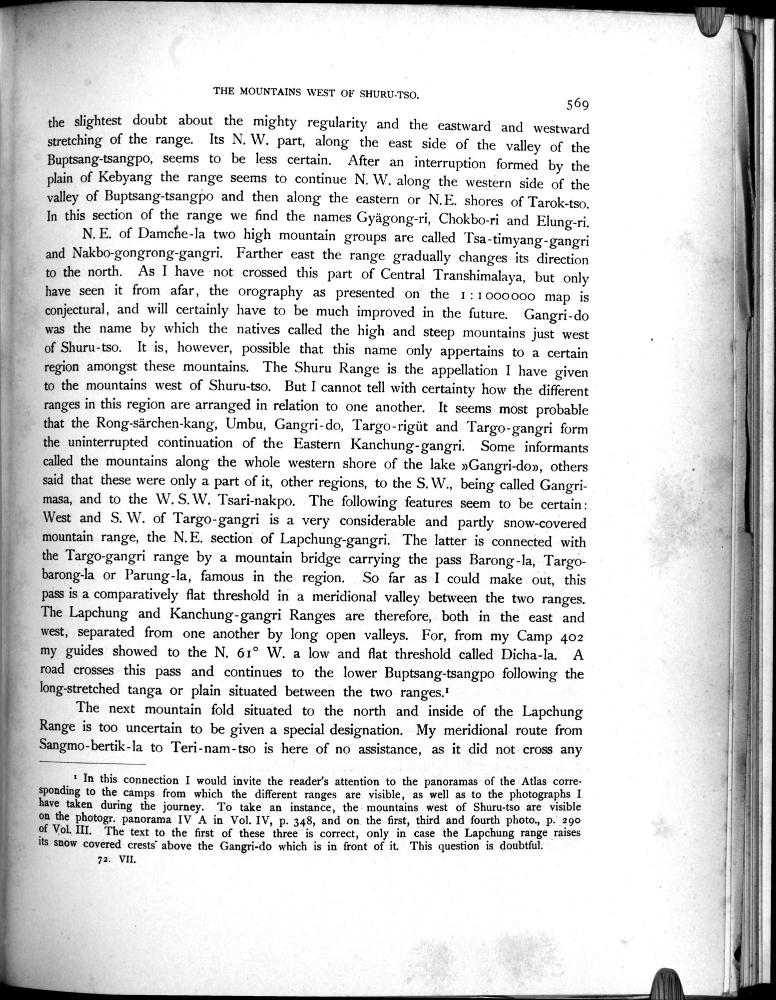 THE MOUNTAINS WEST OF SHURU-TSO.
569
the slightest doubt about the mighty regularity and the eastward and westward
stretching of the range. Its N. W. part, along the east side of the valley of the
Buptsang-tsangpo, seems to be less certain. After an interruption formed by the
plain of Kebyang the range seems to continue N. W. along the western side of the
valley of Buptsang-tsangpo and then along the eastern or N.E. shores of Tarok-tso.
In this section of the range we find the names Gyägong-ri, Chokbo-ri and Elung-ri.
N. E. of Damche-la two high mountain groups are called Tsa-timyang-gangri
and Nakbo-gongrong-gangri. Farther east the range gradually changes its direction
to the north. As I have not crossed this part of Central Transhimalaya, but only
have seen it from afar, the orography as presented on the 1 : 1 000 000 map is
conjectural, and will certainly have to be much improved in the future. Gangri-do
was the name by which the natives called the high and steep mountains just west
of Shuru-tso. It is, however, possible that this name only appertains to a certain
region amongst these mountains. The Shuru Range is the appellation I have given
to the mountains west of Shuru-tso. But I cannot tell with certainty how the different
ranges in this region are arranged in relation to one another. It seems most probable
that the Rong-särchen-kang, Umbu, Gangri-do, Targo-rigüt and Targo-gangri form
the uninterrupted continuation of the Eastern Kanchung-gangri. Some informants
called the mountains along the whole western shore of the lake »Gangri-do», others
said that these were only a part of it, other regions, to the S. W., being called Gangri-
masa, and to the W. S. W. Tsari-nakpo. The following features seem to be certain:
West and S. W. of Targo-gangri is a very considerable and partly snow-covered
mountain range, the N. E. section of Lapchung-gangri. The latter is connected with
the Targo-gangri range by a mountain bridge carrying the pass Barong-la, Targo-
barong-la or Parung-la, famous in the region. So far as I could make out, this
pass is a comparatively flat threshold in a meridional valley between the two ranges.
The Lapchung and Kanchung-gangri Ranges are therefore, both in the east and
west, separated from one another by long open valleys. For, from my Camp 402
my guides showed to the N. 61° W. a low and flat threshold called Dicha-la. A
road crosses this pass and continues to the lower Buptsang-tsangpo following the
long-stretched tanga or plain situated between the two ranges.¹
The next mountain fold situated to the north and inside of the Lapchung
Range is too uncertain to be given a special designation. My meridional route from
Sangmo-bertik-la to Teri-nam-tso is here of no assistance, as it did not cross any
¹ In this connection I would invite the reader's attention to the panoramas of the Atlas corre-
sponding to the camps from which the different ranges are visible, as well as to the photographs I
have taken during the journey. To take an instance, the mountains west of Shuru-tso are visible
on the photogr. panorama IV A in Vol. IV, p. 348, and on the first, third and fourth photo., p. 290
of Vol. III. The text to the first of these three is correct, only in case the Lapchung range raises
its snow covered crests above the Gangri-do which is in front of it. This question is doubtful.
72. VII.